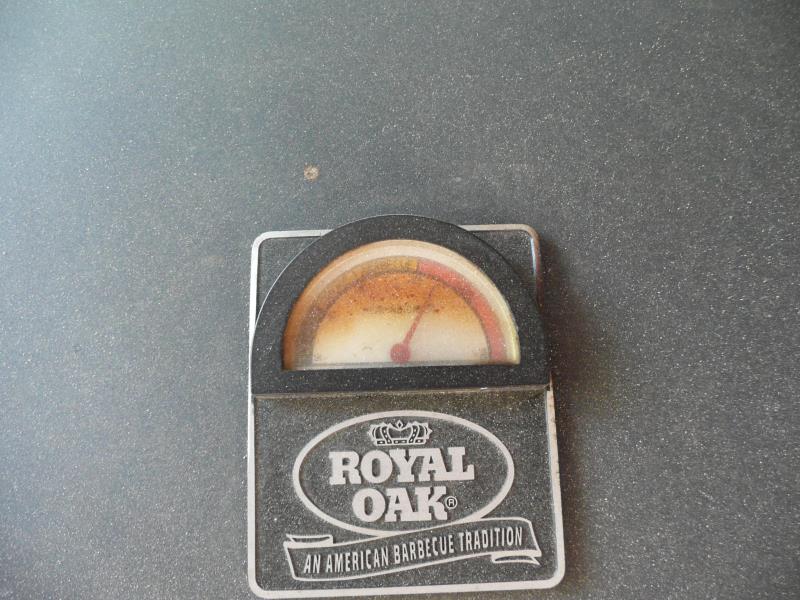 ROYAL
OAK®
AN AMERICAN BARBECUE TRADITION